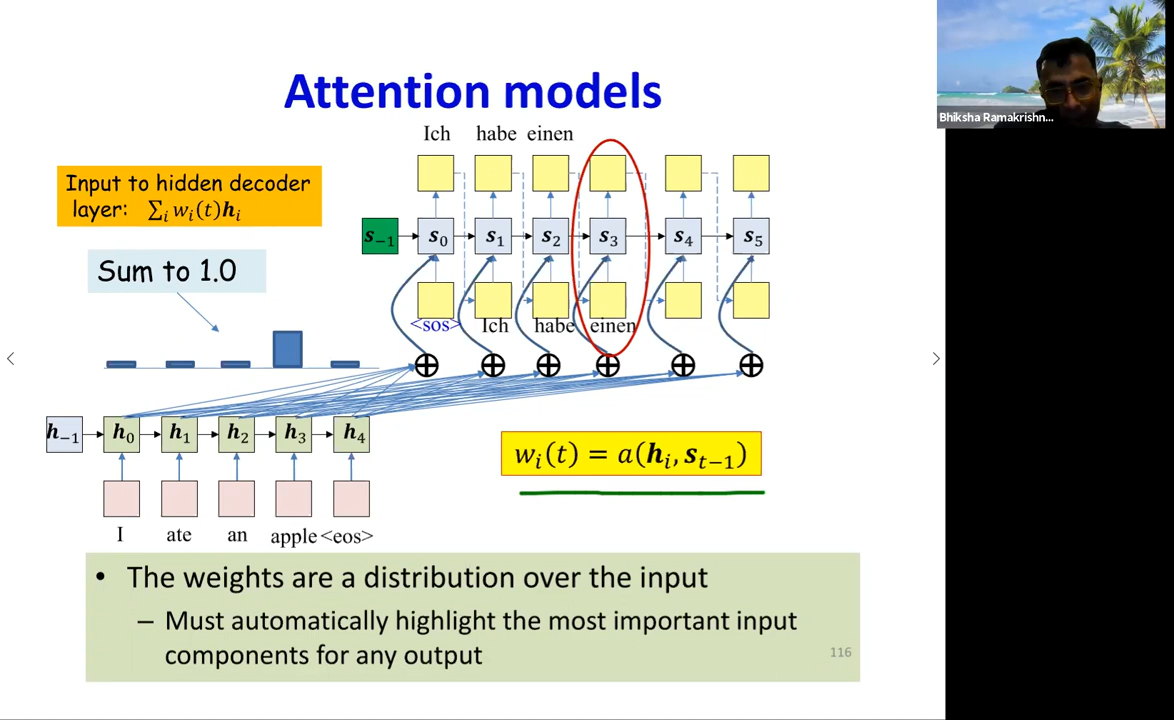 Attention models
Bhiksha Ramakrishn...
Ich habe einen
Input to hidden decoder
layer: ∑ᵢ wᵢ(t)𝒉ᵢ
s₋₁ s₀ s₁ s₂ s₃ s₄ s₅
Sum to 1.0
<sos> Ich habe einen
h₋₁ h₀ h₁ h₂ h₃ h₄
wᵢ(t) = a(𝒉ᵢ, 𝒔ₜ₋₁)
I ate an apple <eos>
• The weights are a distribution over the input
– Must automatically highlight the most important input
components for any output
116